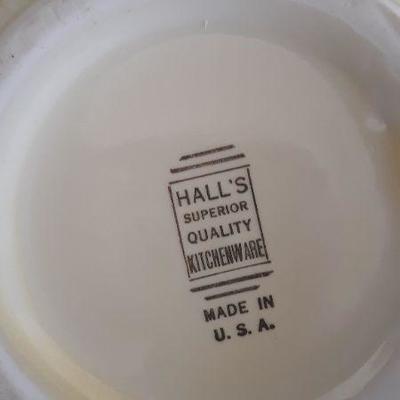 HALL'S
SUPERIOR
QUALITY
KITCHENWARE
MADE IN
U. S. A.